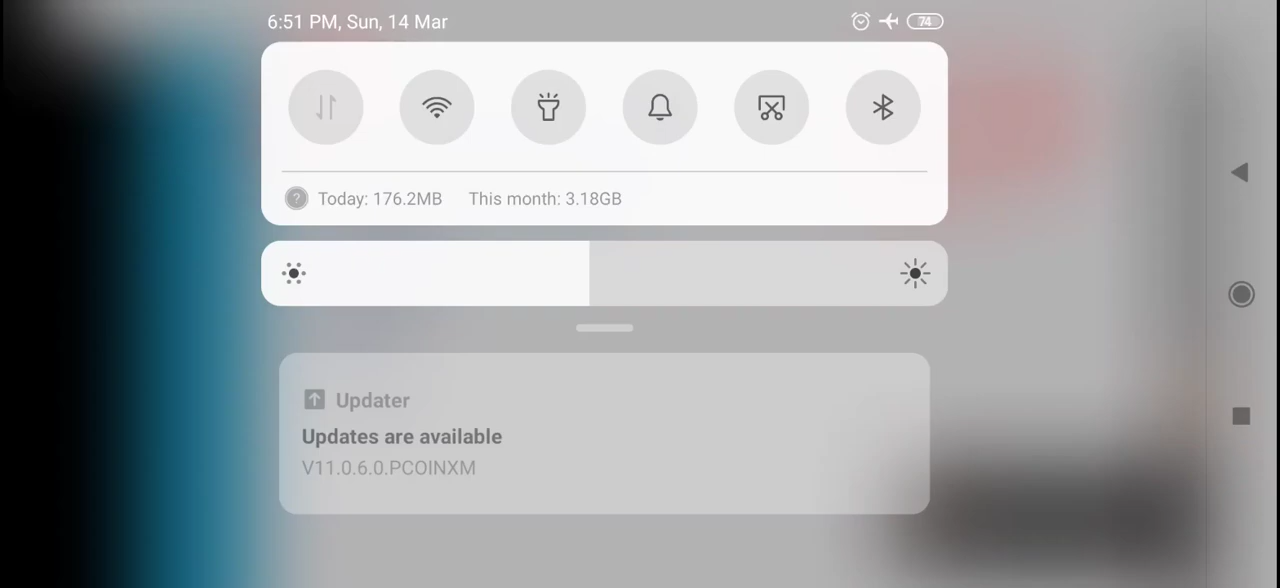 6:51 PM, Sun, 14 Mar
74
? Today: 176.2MB This month: 3.18GB
Updater
Updates are available
V11.0.6.0.PCOINXM